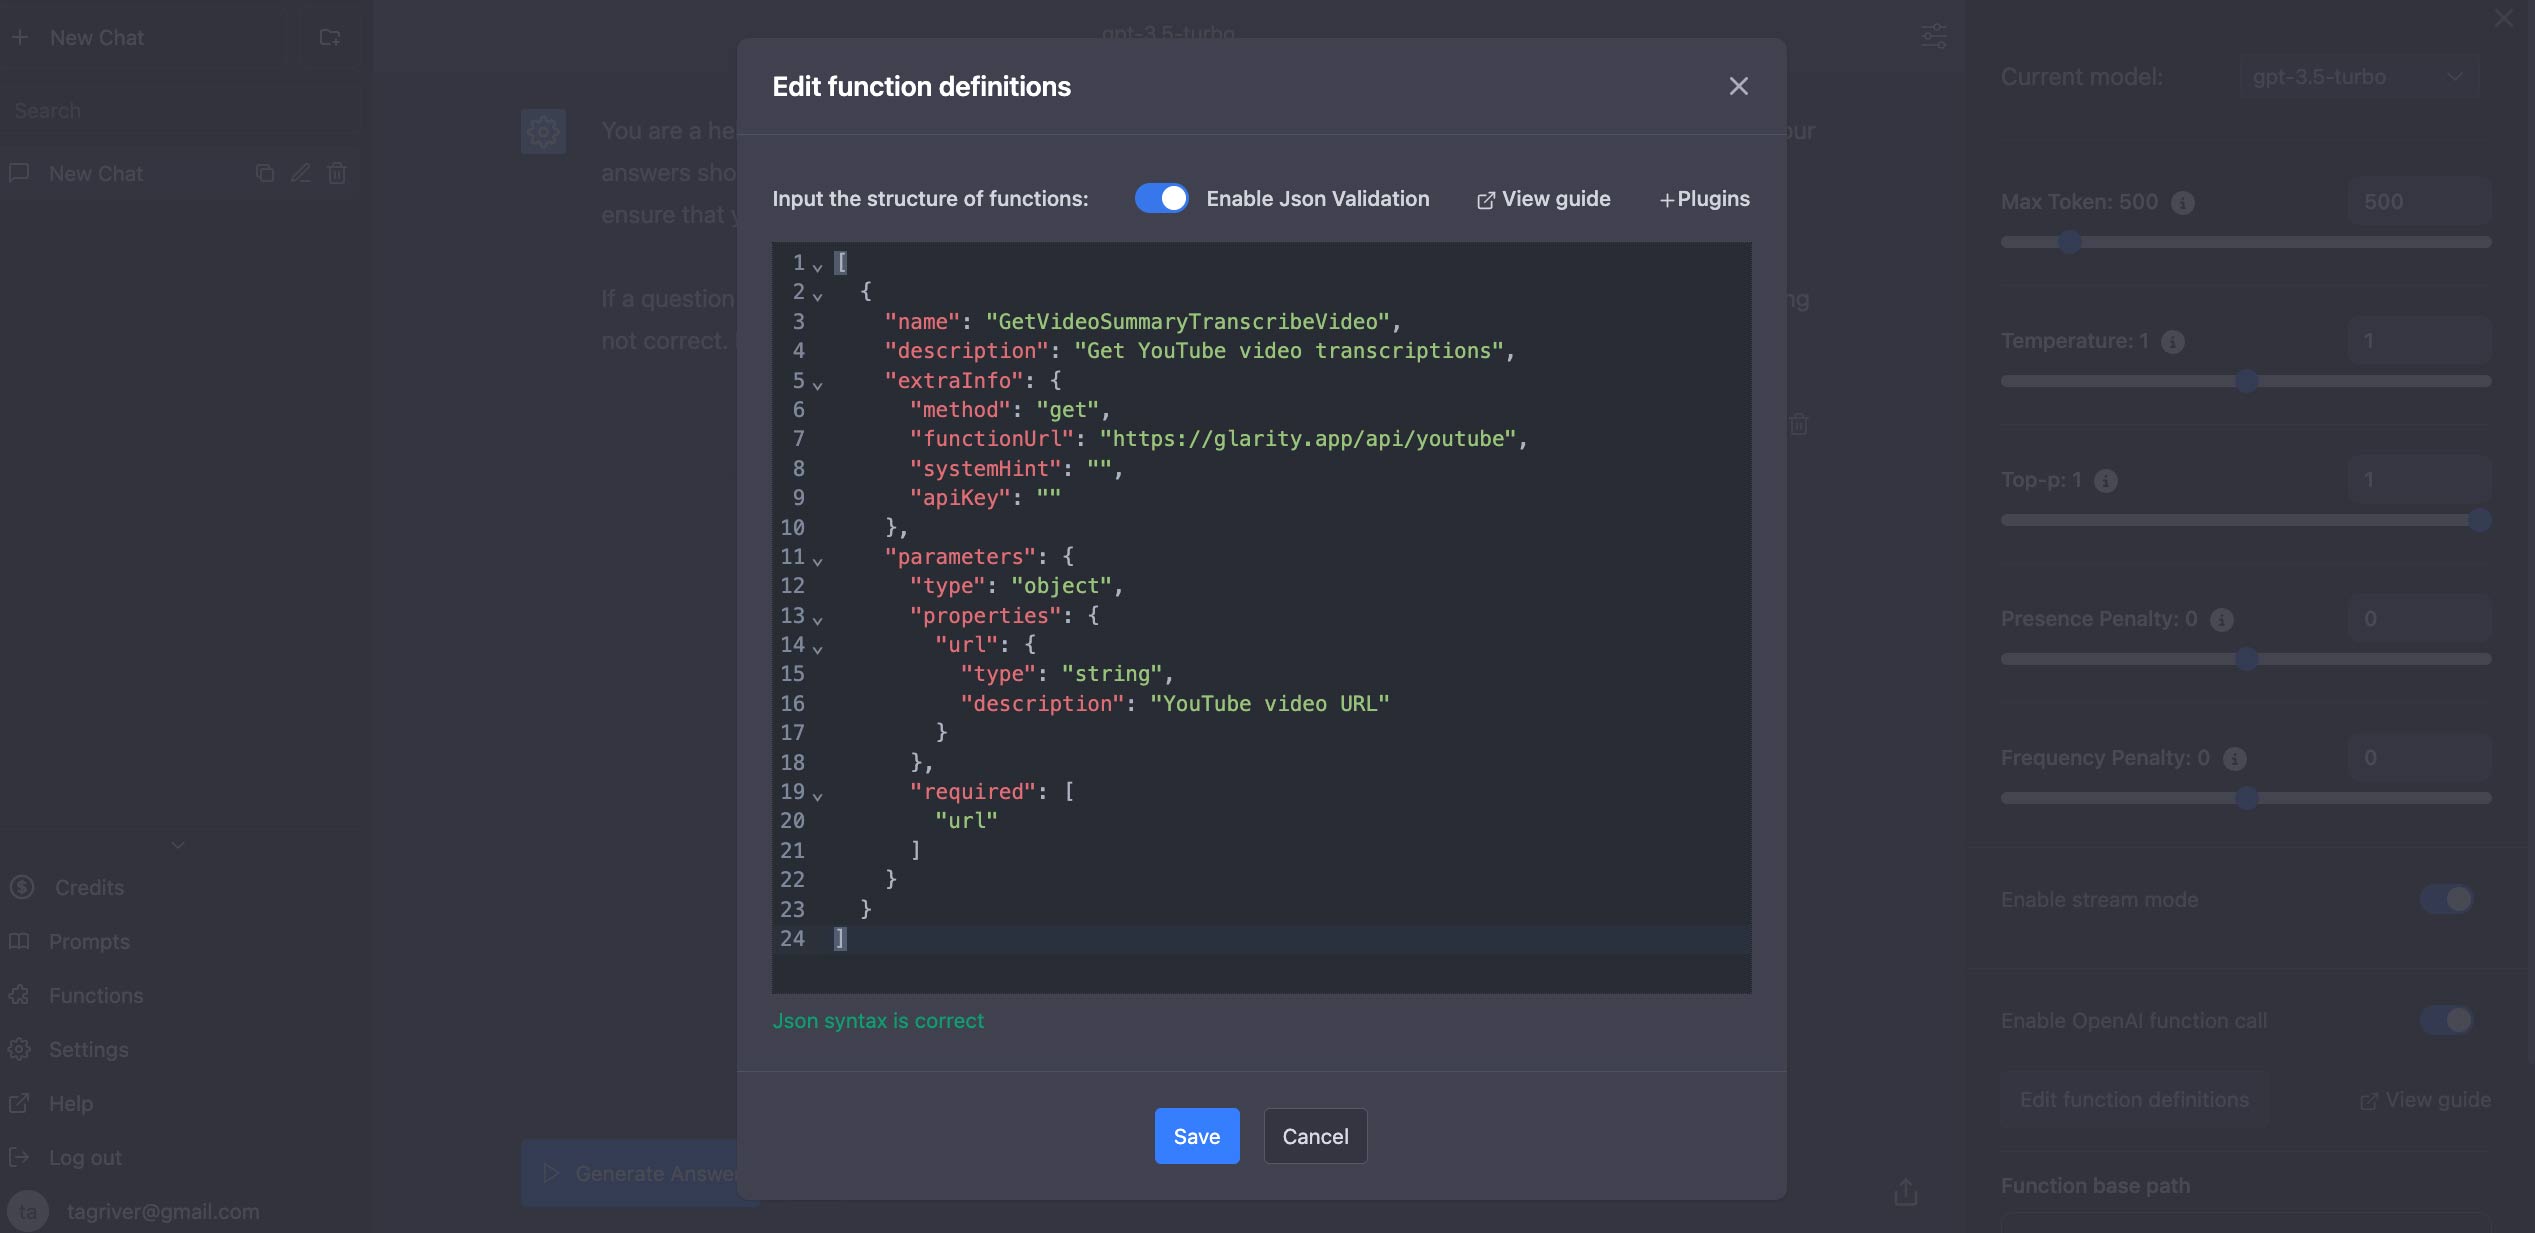 New Chat
Search
New Chat
Credits
Prompts
Functions
Settings
Help
Log out
ta
tagriver@gmail.com
gpt-3.5-turbo
You are a he
our
answers sho
ensure that y
If a question
ng
not correct.
Generate Answer
Edit function definitions
Input the structure of functions:
Enable Json Validation
View guide
+Plugins
1 [
2 {
3 "name": "GetVideoSummaryTranscribeVideo",
4 "description": "Get YouTube video transcriptions",
5 "extraInfo": {
6 "method": "get",
7 "functionUrl": "https://glarity.app/api/youtube",
8 "systemHint": "",
9 "apiKey": ""
10 },
11 "parameters": {
12 "type": "object",
13 "properties": {
14 "url": {
15 "type": "string",
16 "description": "YouTube video URL"
17 }
18 },
19 "required": [
20 "url"
21 ]
22 }
23 }
24 ]
Json syntax is correct
Save
Cancel
Current model:
gpt-3.5-turbo
Max Token: 500
500
Temperature: 1
1
Top-p: 1
1
Presence Penalty: 0
0
Frequency Penalty: 0
0
Enable stream mode
Enable OpenAI function call
Edit function definitions
View guide
Function base path